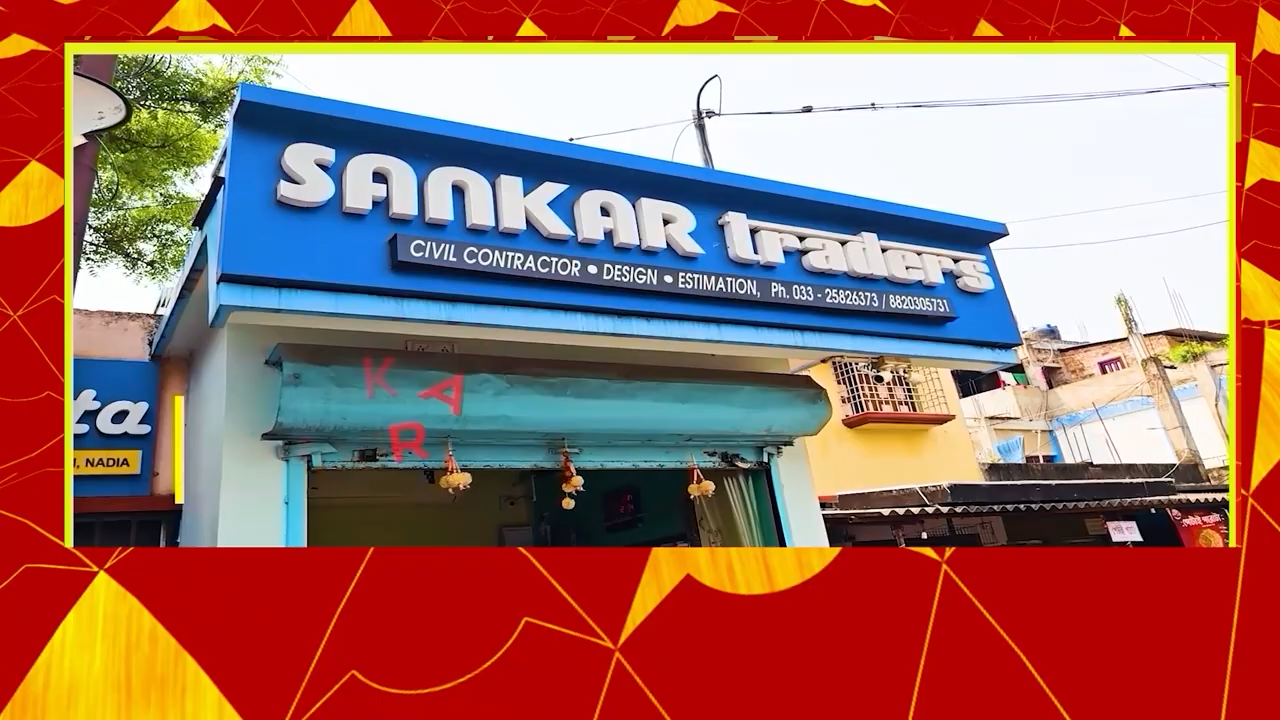 SANKAR traders
CIVIL CONTRACTOR • DESIGN • ESTIMATION, Ph. 033 - 25826373 / 8820305731
K A
R
ta
, NADIA